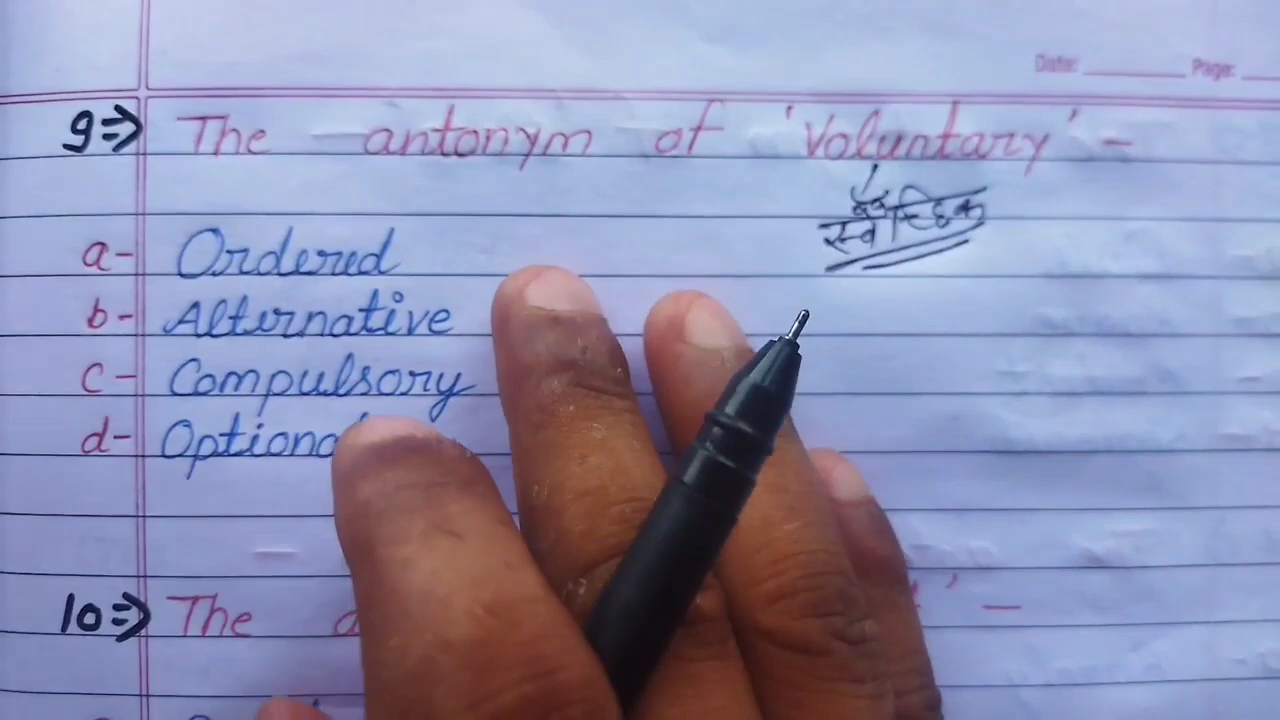 Date: Page:
9⇒ The antonym of 'Voluntary' -
a- Ordered
b- Alternative
c- Compulsory
d- Optiona
10⇒ The ' -